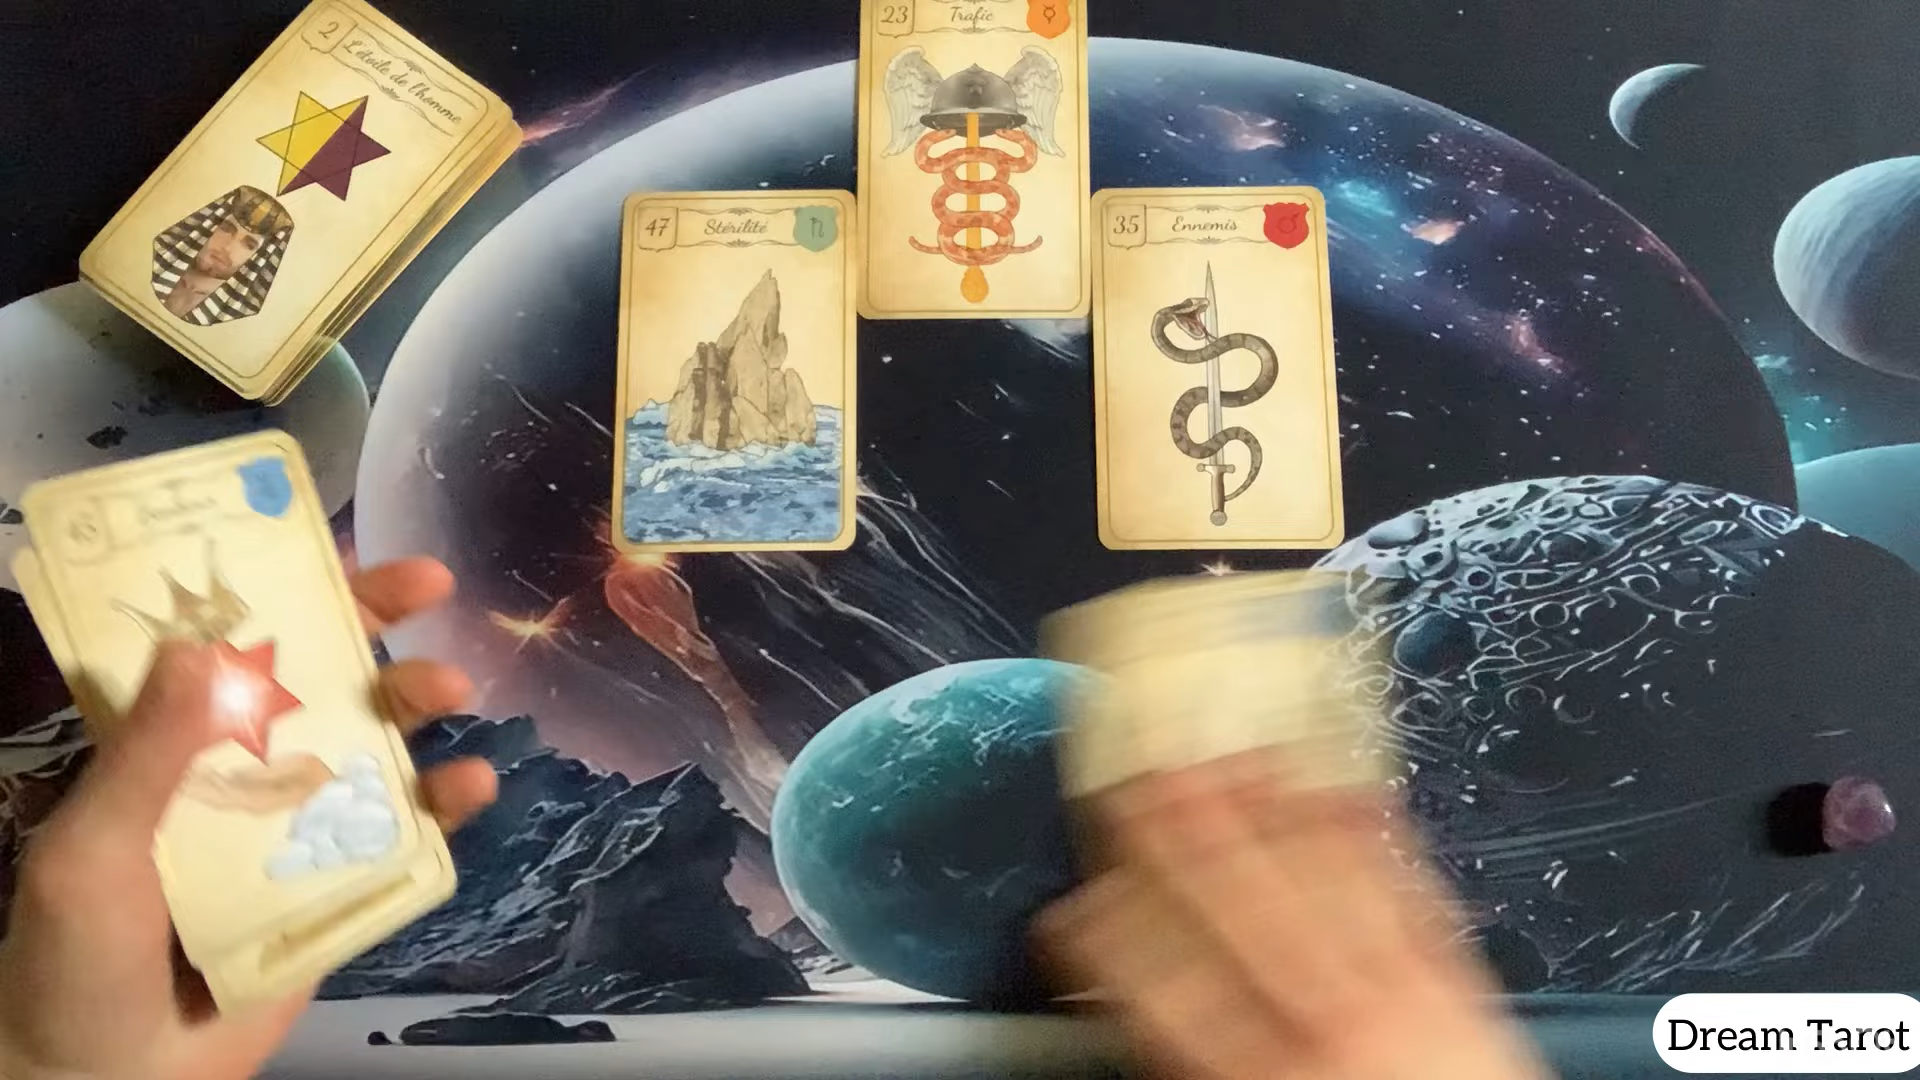 2 L'étoile de l'homme
23 Trafic
47 Stérilité
35 Ennemis
Dream Tarot